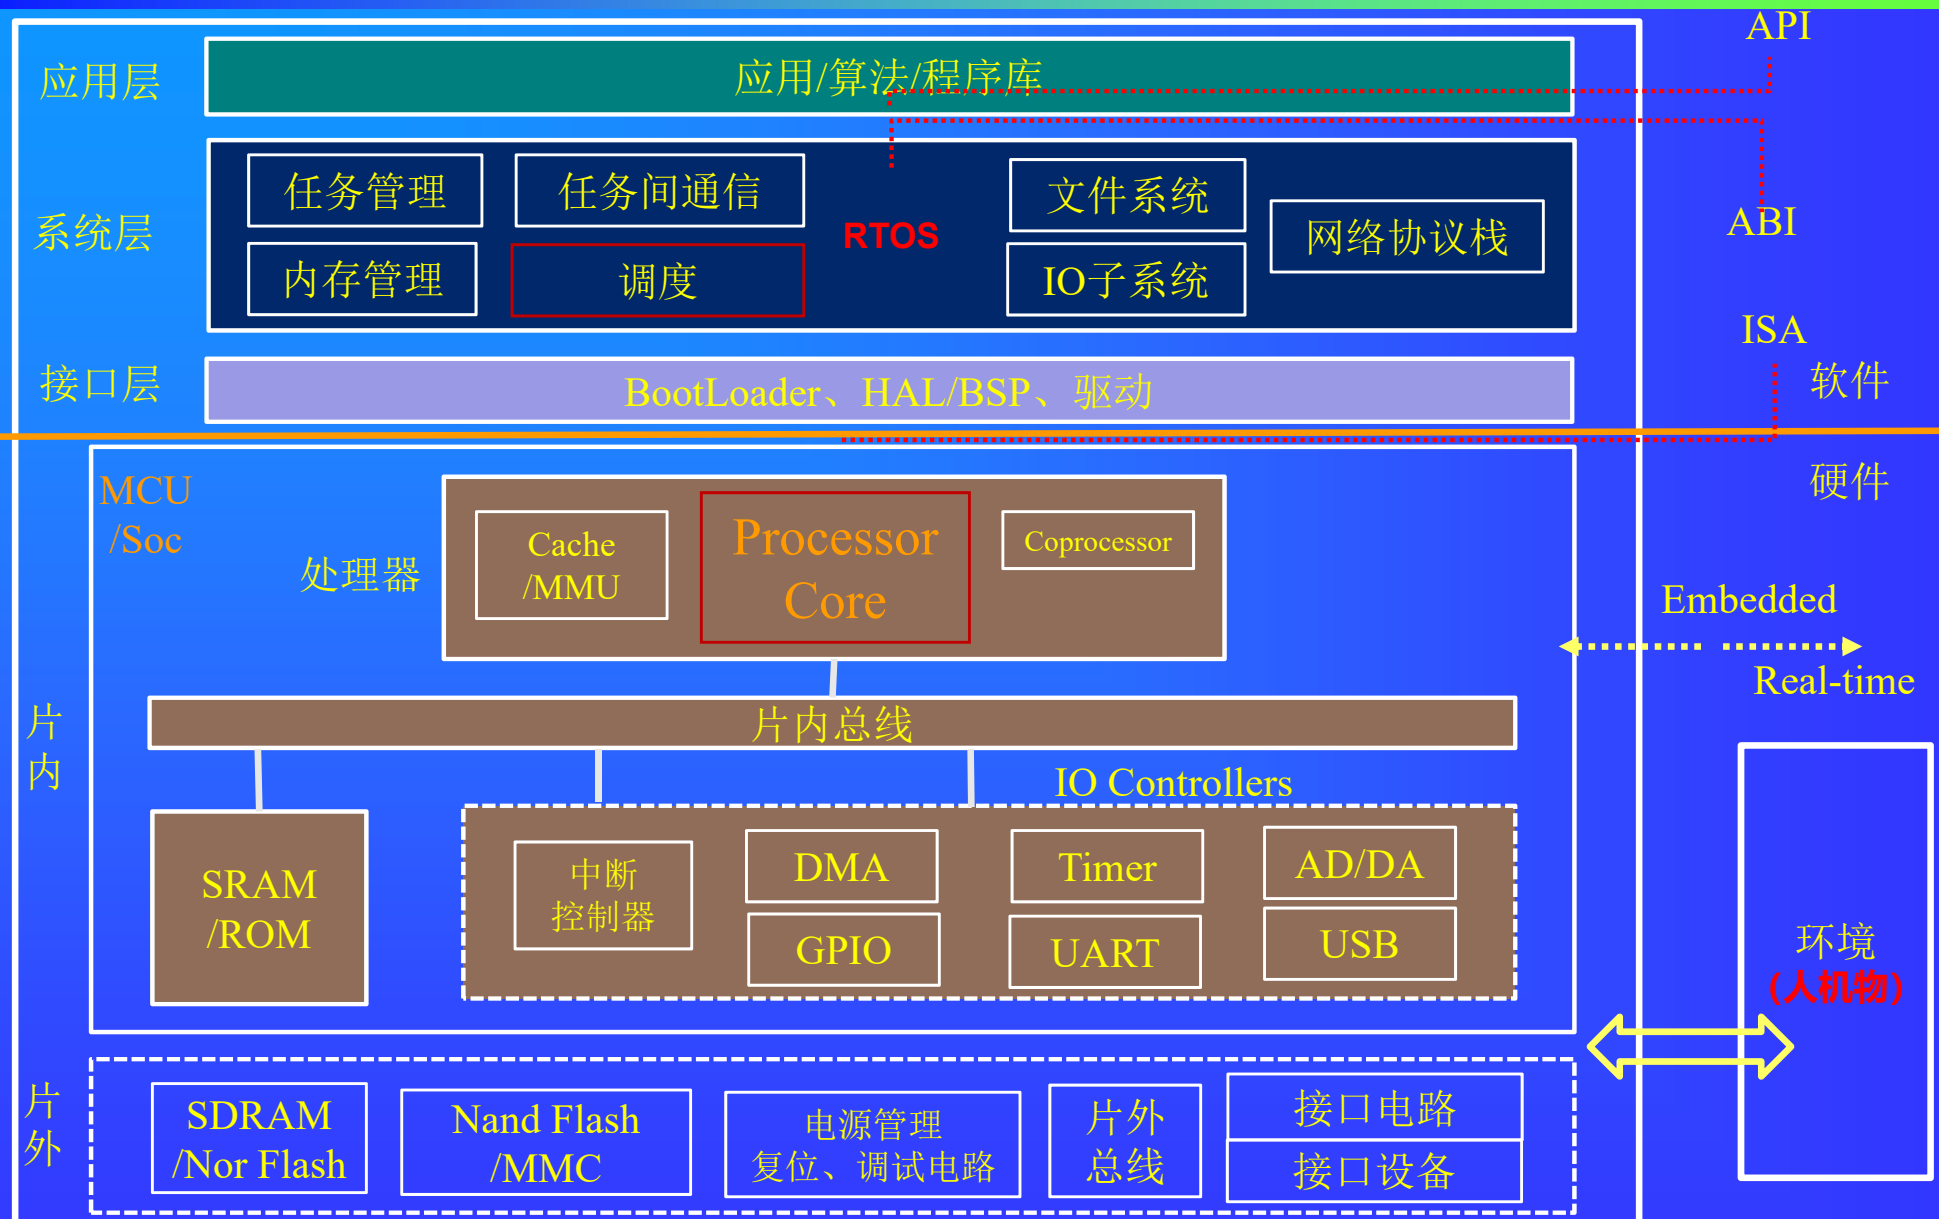 API
应用层
应用/算法/程序库
任务管理
任务间通信
文件系统
系统层
RTOS
网络协议栈
ABI
内存管理
调度
IO子系统
ISA
接口层
BootLoader、HAL/BSP、驱动
软件
MCU
/Soc
硬件
处理器
Cache
/MMU
Processor
Core
Coprocessor
Embedded
Real-time
片
内
片内总线
IO Controllers
SRAM
/ROM
中断
控制器
DMA
Timer
AD/DA
GPIO
UART
USB
环境
(人机物)
片
外
SDRAM
/Nor Flash
Nand Flash
/MMC
电源管理
复位、调试电路
片外
总线
接口电路
接口设备